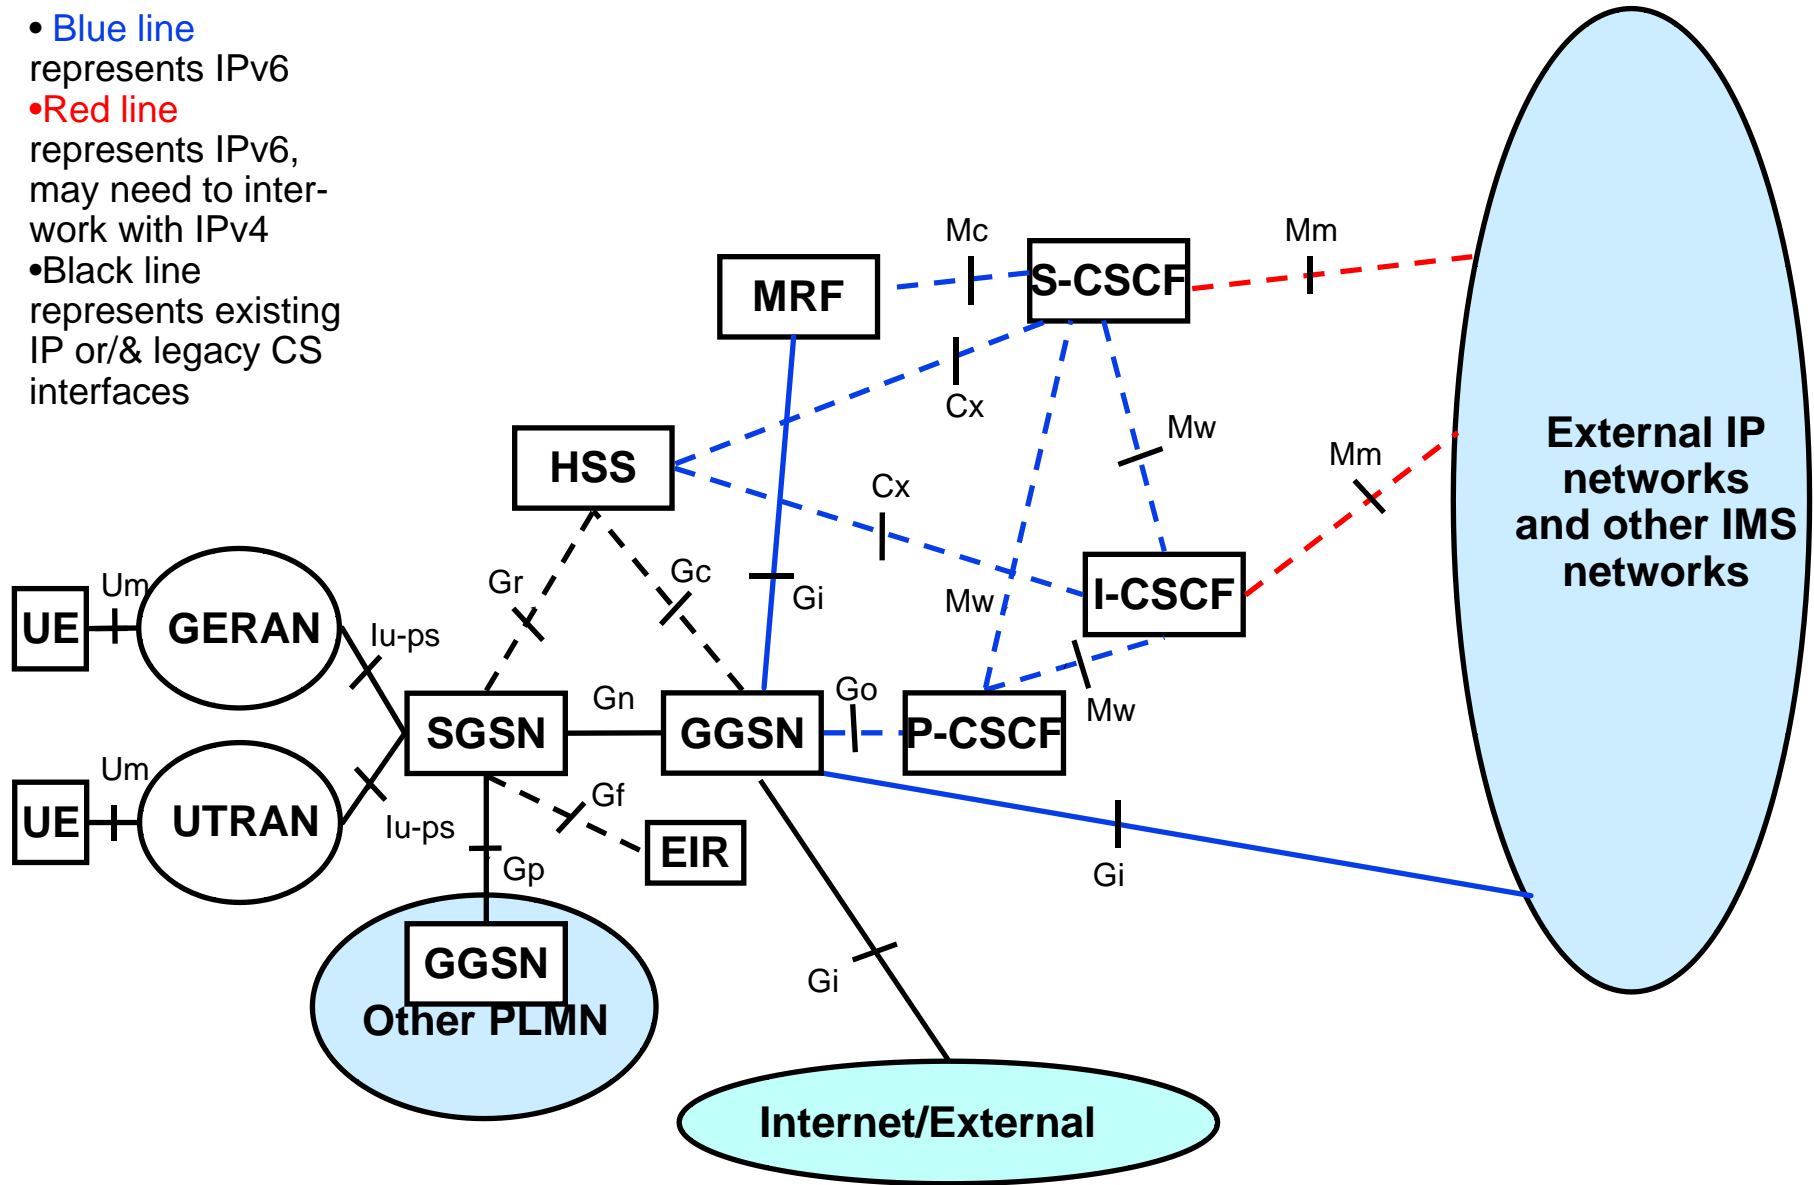 • Blue line
represents IPv6
•Red line
represents IPv6,
may need to inter-
work with IPv4
•Black line
represents existing
IP or/& legacy CS
interfaces
Mc
Mm
S-CSCF
MRF
Cx
Mw
Mm
External IP
networks
and other IMS
networks
HSS
Cx
Gr
Gc
Gi
Mw
I-CSCF
Um
UE
GERAN
Iu-ps
Gn
Go
Mw
SGSN
GGSN
P-CSCF
Um
UE
UTRAN
Iu-ps
Gf
EIR
Gp
Gi
GGSN
Other PLMN
Gi
Internet/External